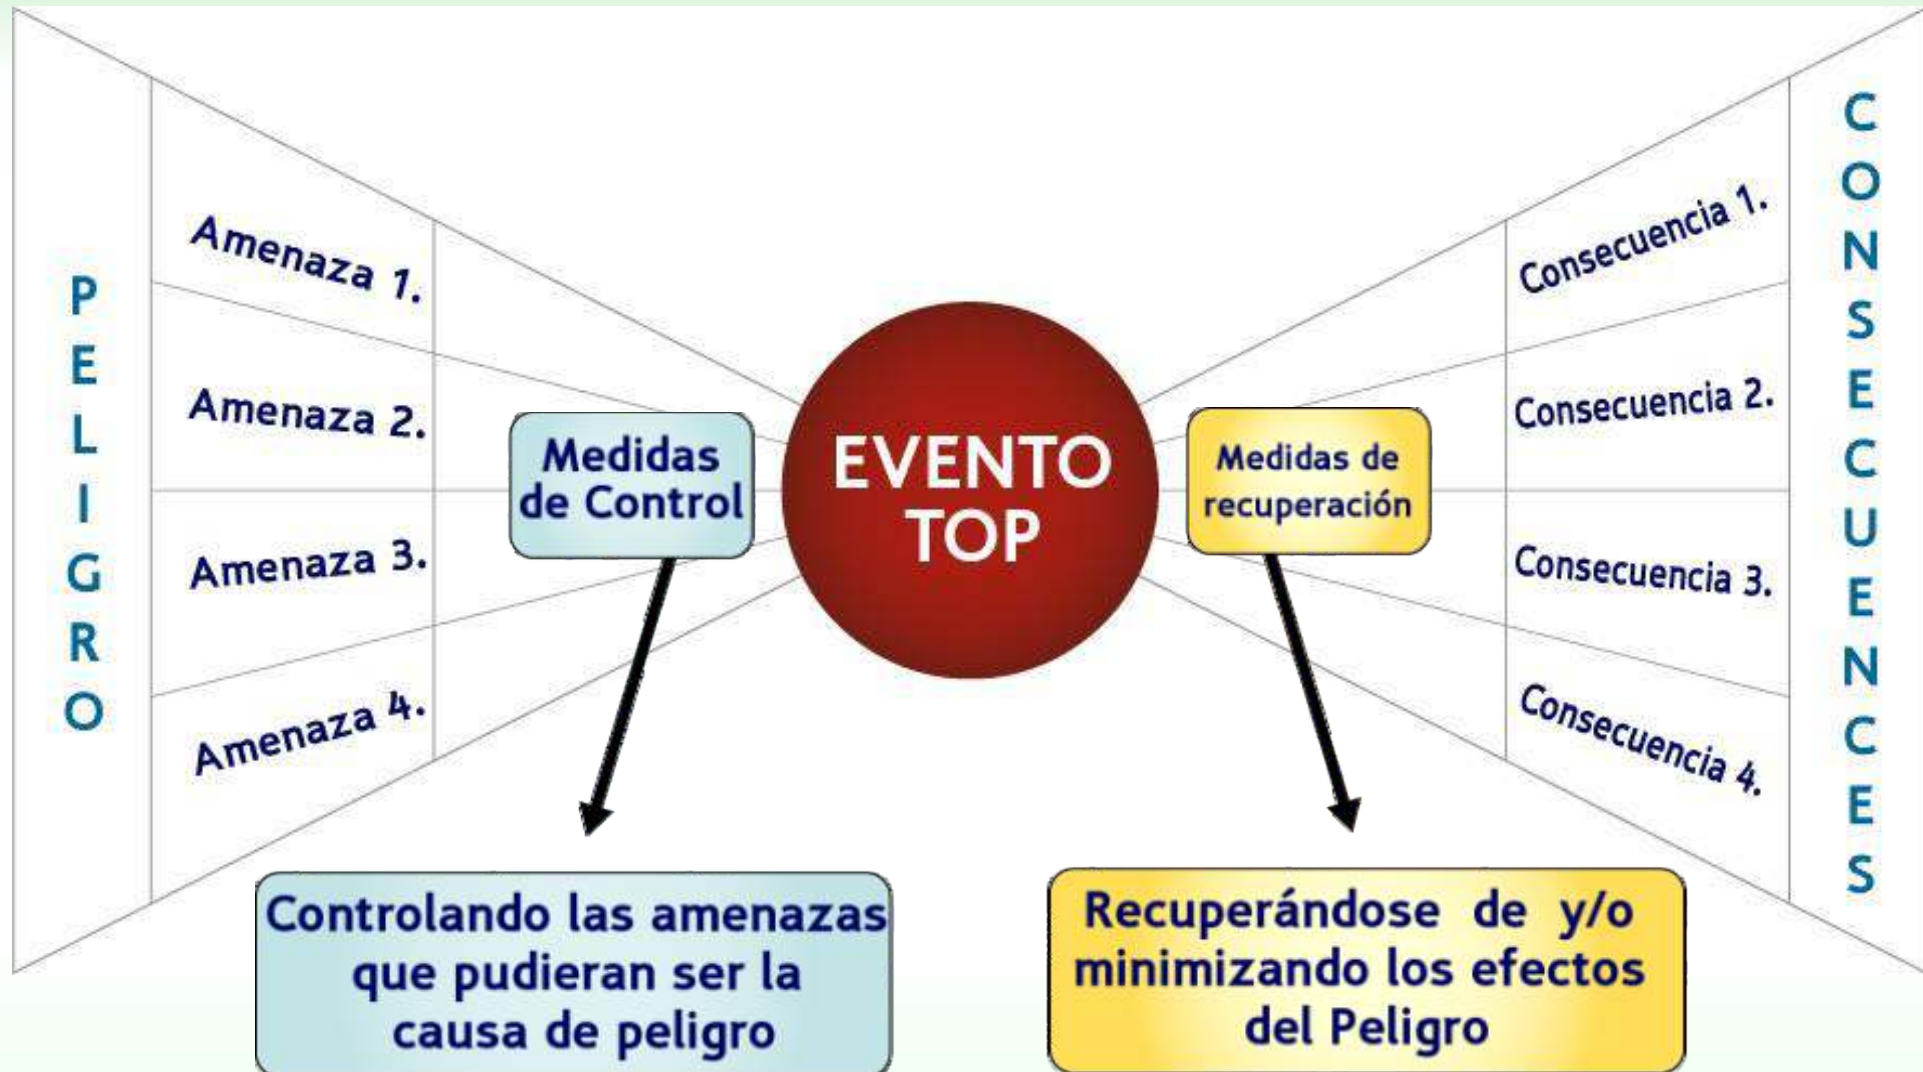 PELIGRO
Amenaza 1.
Amenaza 2.
Amenaza 3.
Amenaza 4.
Medidas
de Control
EVENTO
TOP
Medidas de
recuperación
Consecuencia 1.
Consecuencia 2.
Consecuencia 3.
Consecuencia 4.
CONSECUENCES
Controlando las amenazas
que pudieran ser la
causa de peligro
Recuperándose de y/o
minimizando los efectos
del Peligro